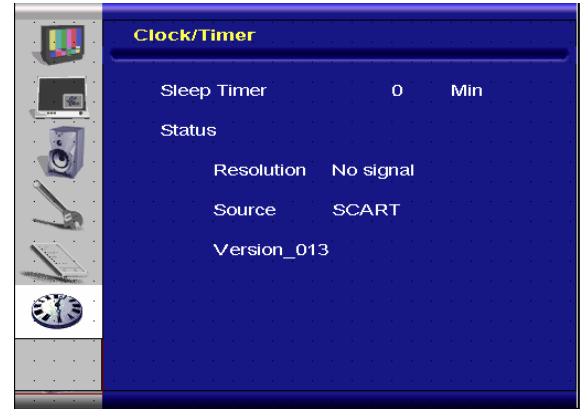 Clock/Timer
Sleep Timer 0 Min
Status
Resolution No signal
Source SCART
Version_013